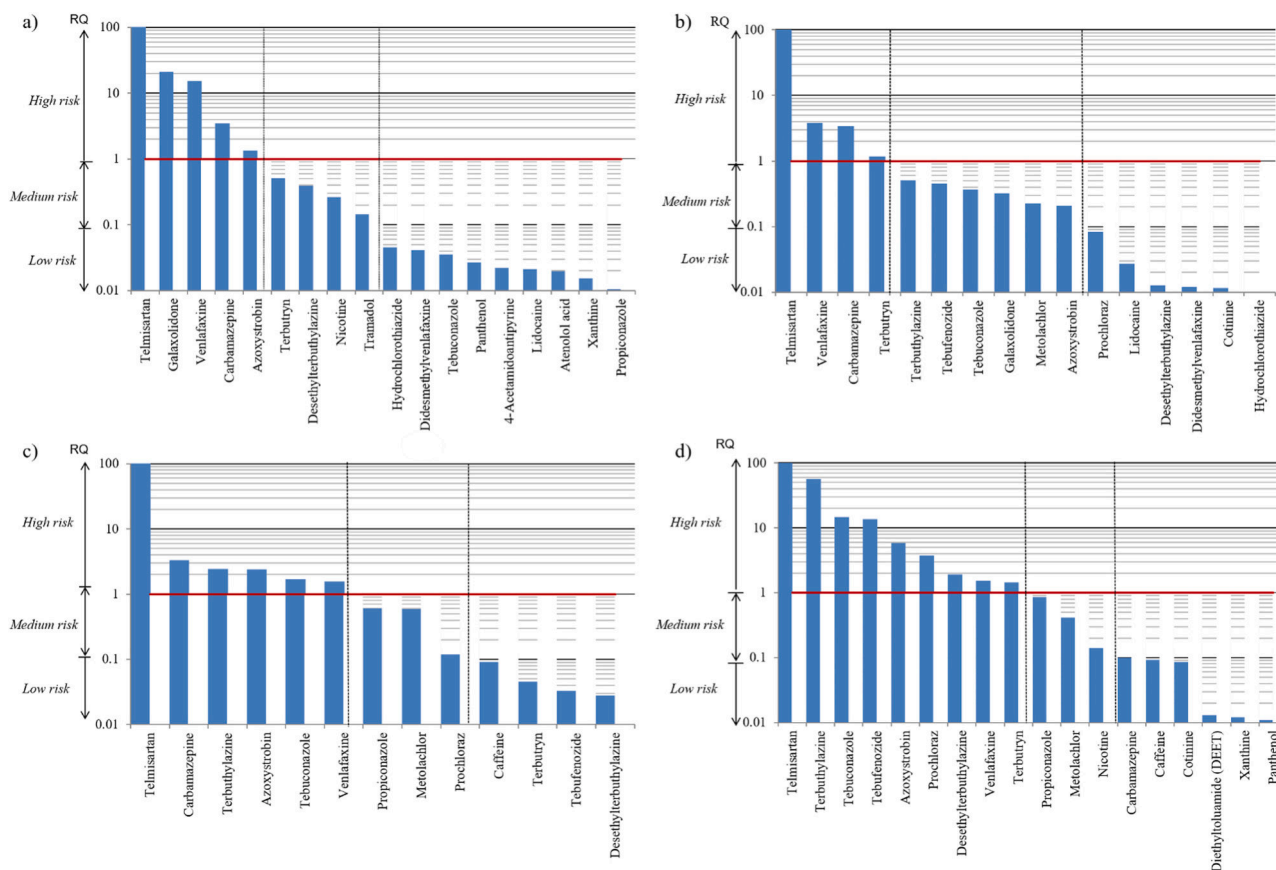 a)
RQ
100
10
1
0.1
0.01
High risk
Medium risk
Low risk
Telmisartan
Galaxolidone
Venlafaxine
Carbamazepine
Azoxystrobin
Terbutryn
Desethylterbuthylazine
Nicotine
Tramadol
Hydrochlorothiazide
Didesmethylvenlafaxine
Tebuconazole
Panthenol
4-Acetamidoantipyrine
Lidocaine
Atenolol acid
Xanthine
Propiconazole
b)
RQ
100
10
1
0.1
0.01
High risk
Medium risk
Low risk
Telmisartan
Venlafaxine
Carbamazepine
Terbutryn
Terbuthylazine
Tebufenozide
Tebuconazole
Galaxolidone
Metolachlor
Azoxystrobin
Prochloraz
Lidocaine
Desethylterbuthylazine
Didesmethylvenlafaxine
Cotinine
Hydrochlorothiazide
c)
RQ
100
10
1
0.1
0.01
High risk
Medium risk
Low risk
Telmisartan
Carbamazepine
Terbuthylazine
Azoxystrobin
Tebuconazole
Venlafaxine
Propiconazole
Metolachlor
Prochloraz
Caffeine
Terbutryn
Tebufenozide
Desethylterbuthylazine
d)
RQ
100
10
1
0.1
0.01
High risk
Medium risk
Low risk
Telmisartan
Terbuthylazine
Tebuconazole
Tebufenozide
Azoxystrobin
Prochloraz
Desethylterbuthylazine
Venlafaxine
Terbutryn
Propiconazole
Metolachlor
Nicotine
Carbamazepine
Caffeine
Cotinine
Diethyltoluamide (DEET)
Xanthine
Panthenol